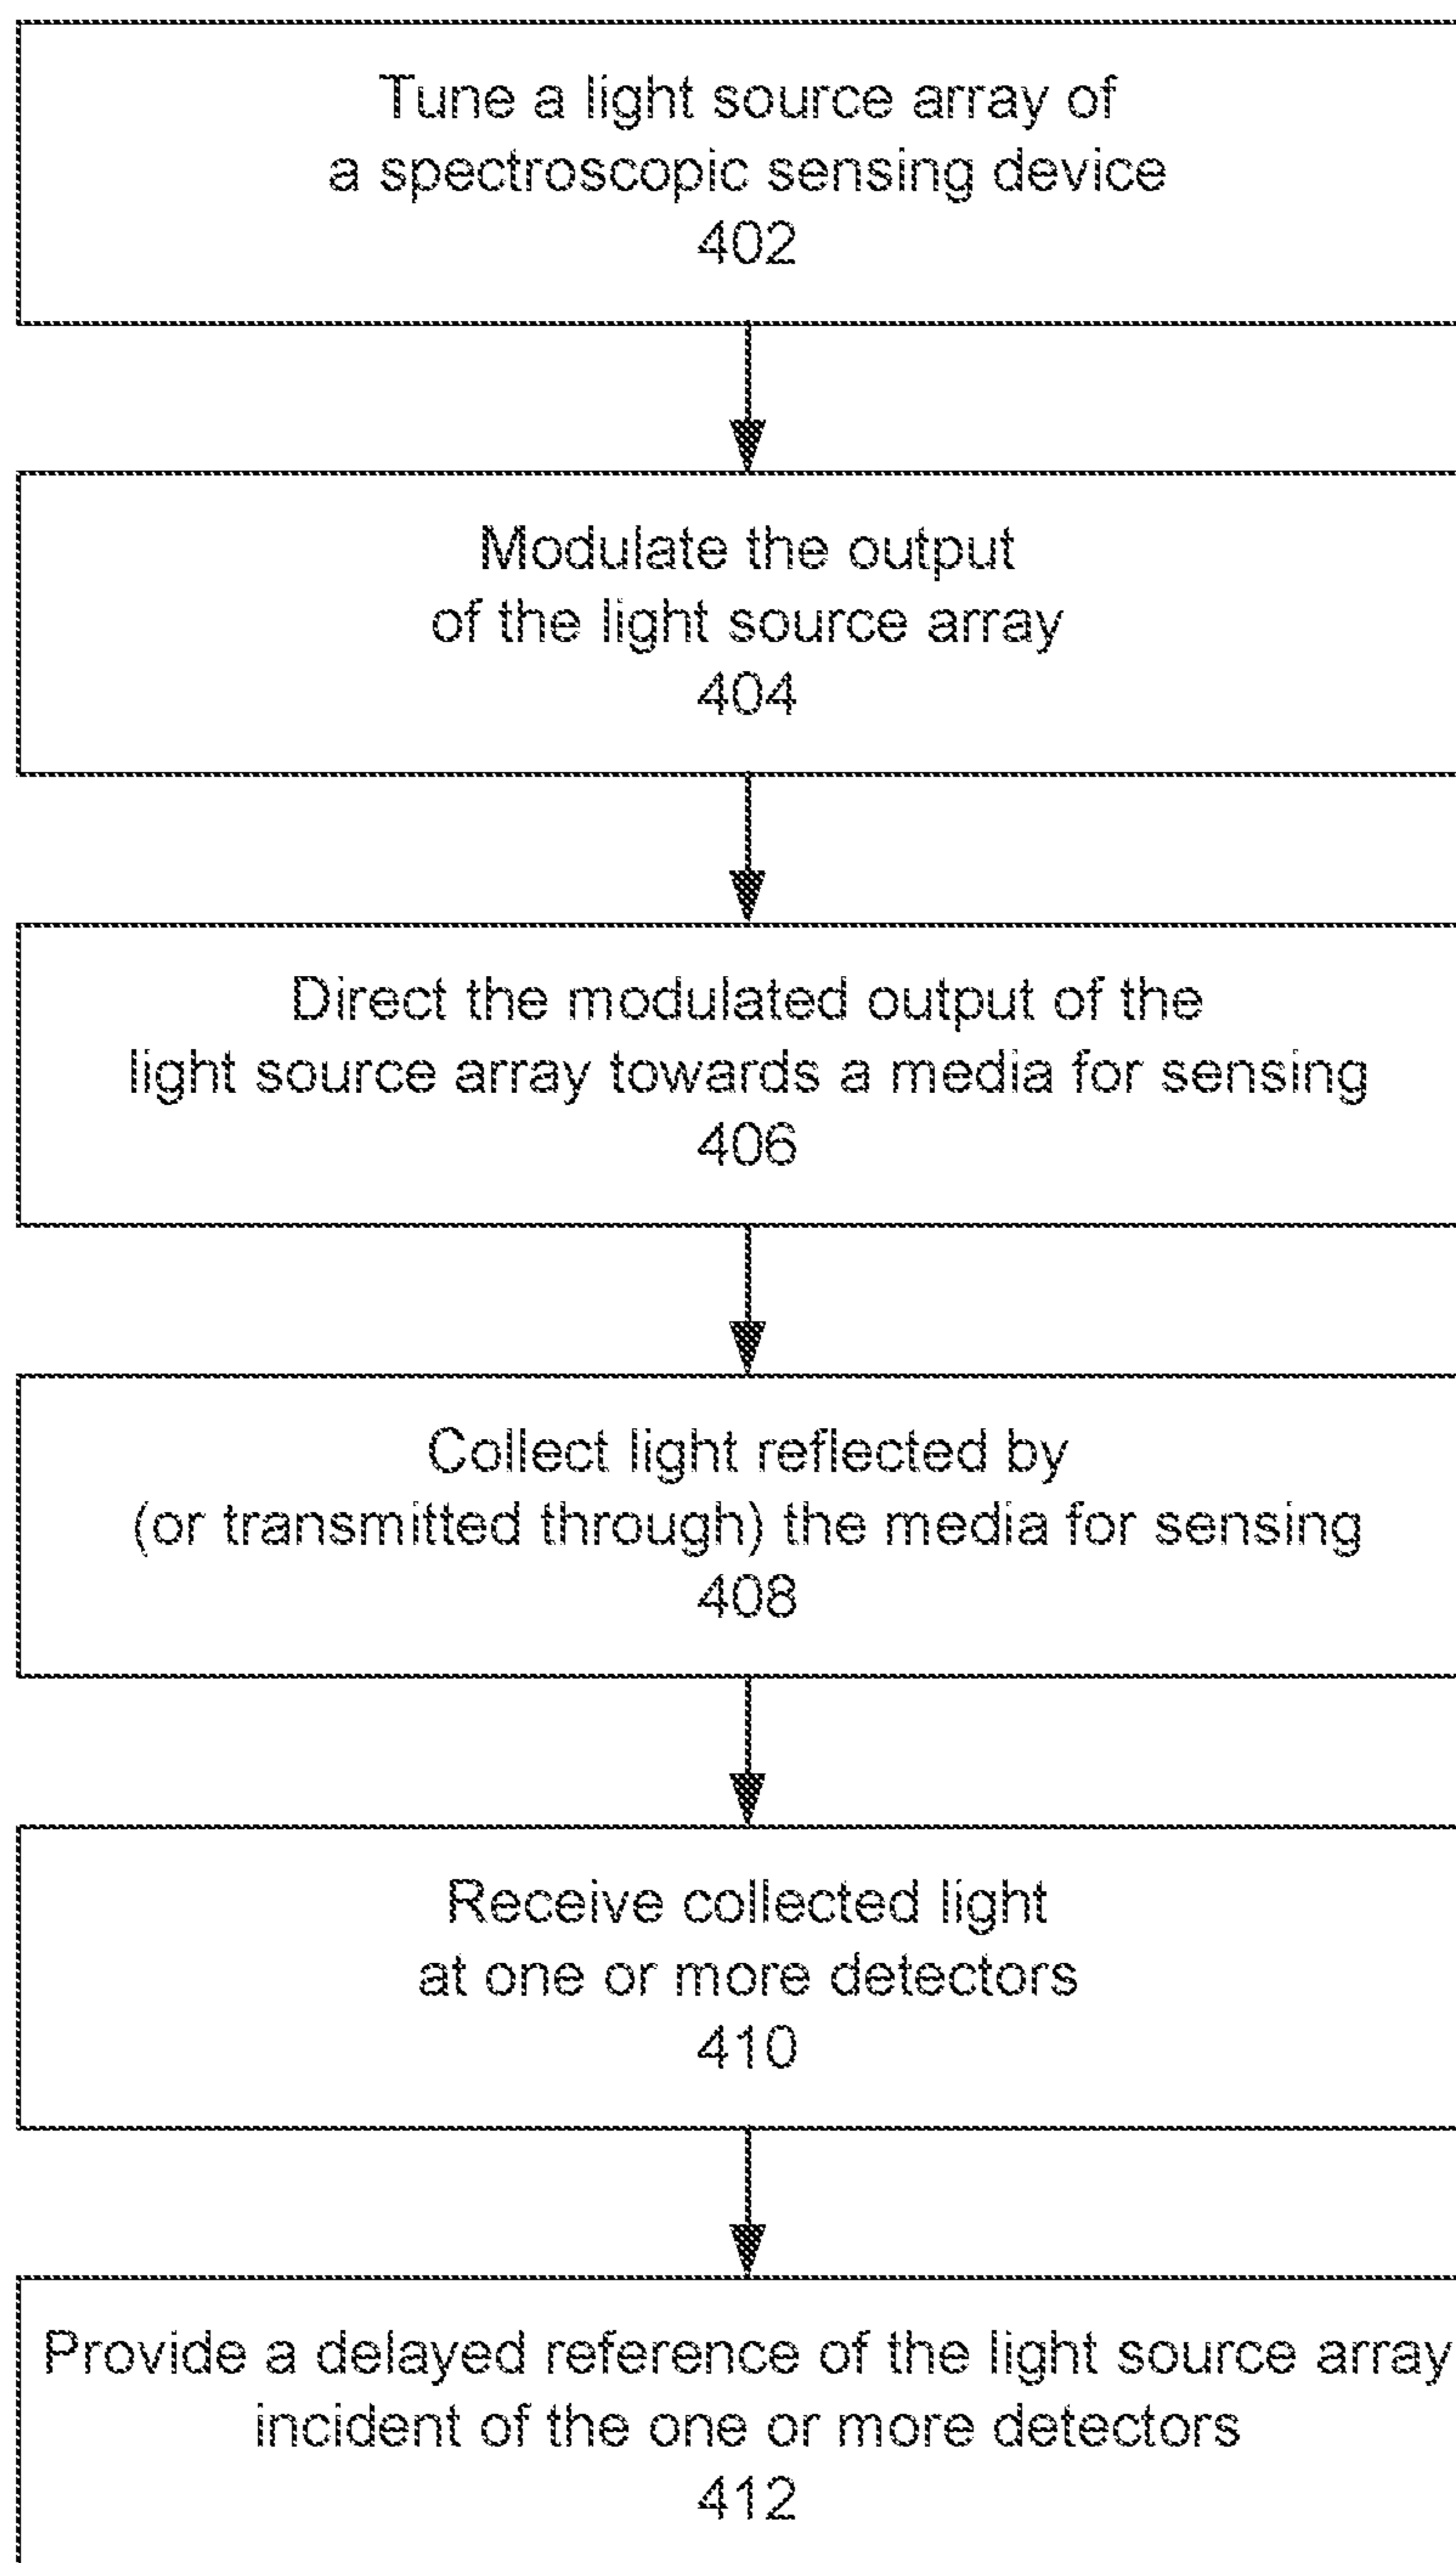 Tune a light source array of
a spectroscopic sensing device
402
Modulate the output
of the light source array
404
Direct the modulated output of the
light source array towards a media for sensing
406
Collect light reflected by
(or transmitted through) the media for sensing
408
Receive collected light
at one or more detectors
410
Provide a delayed reference of the light source array
incident of the one or more detectors
412